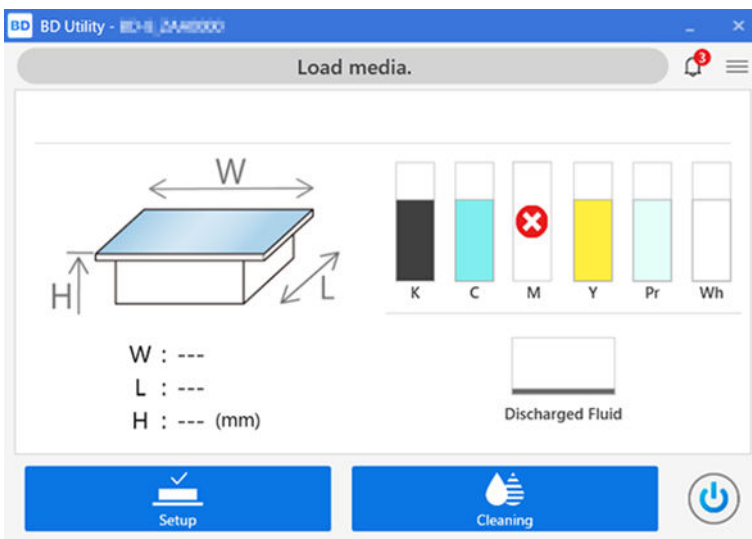 BD BD Utility -
Load media.
3
W
H
L
K C M Y Pr Wh
W : ---
L : ---
H : --- (mm)
Discharged Fluid
Setup
Cleaning